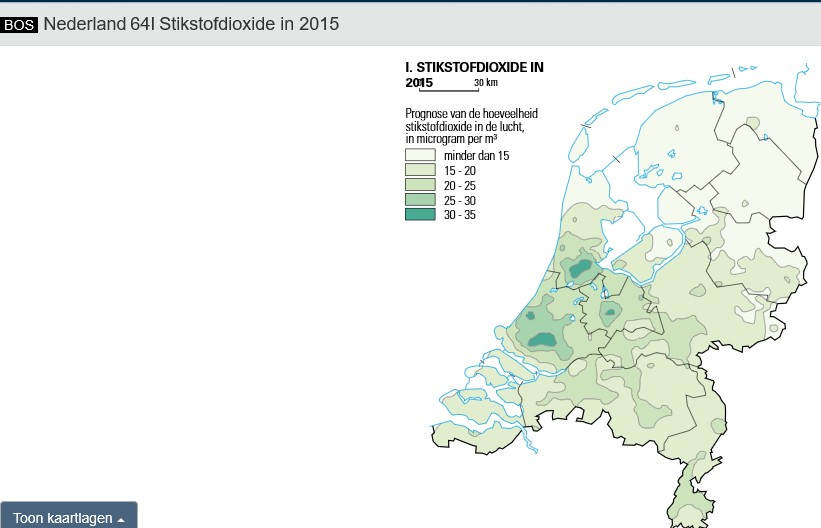 BOS Nederland 64I Stikstofdioxide in 2015
I. STIKSTOFDIOXIDE IN
2015
0 30 km
Prognose van de hoeveelheid
stikstofdioxide in de lucht,
in microgram per m³
minder dan 15
15 - 20
20 - 25
25 - 30
30 - 35
Toon kaartlagen